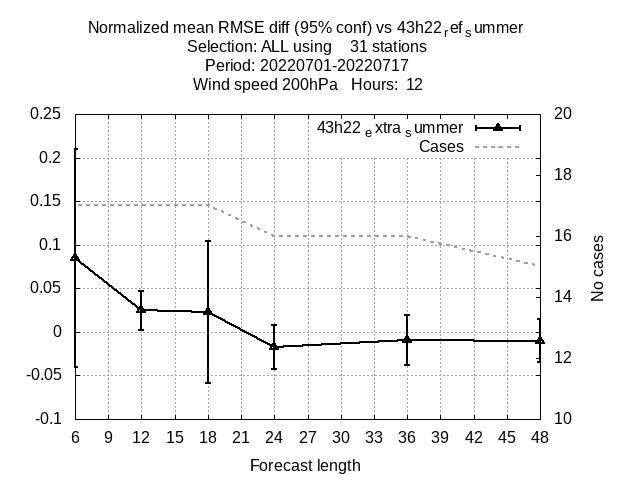 Normalized mean RMSE diff (95% conf) vs 43h22refsummer
Selection: ALL using 31 stations
Period: 20220701-20220717
Wind speed 200hPa Hours: 12
43h22extrasummer
Cases
0.25
0.2
0.15
0.1
0.05
0
-0.05
-0.1
20
18
16
14
12
10
No cases
6 9 12 15 18 21 24 27 30 33 36 39 42 45 48
Forecast length